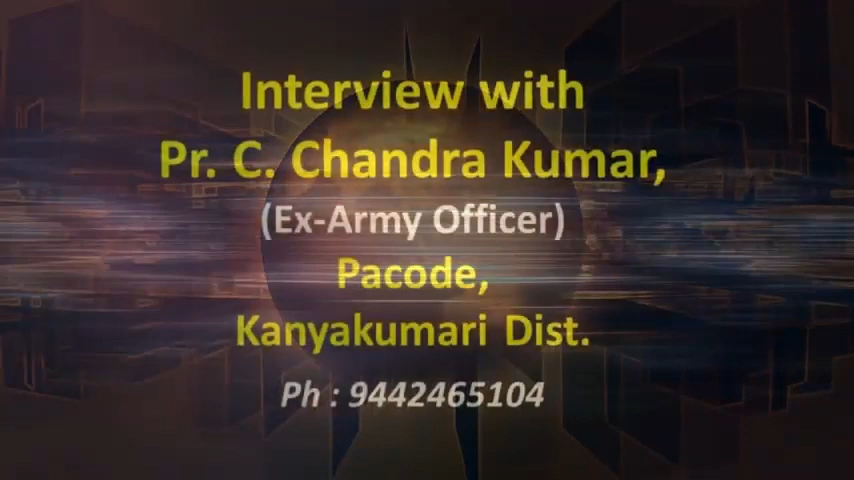 Interview with
Pr. C. Chandra Kumar,
(Ex-Army Officer)
Pacode,
Kanyakumari Dist.
Ph : 9442465104